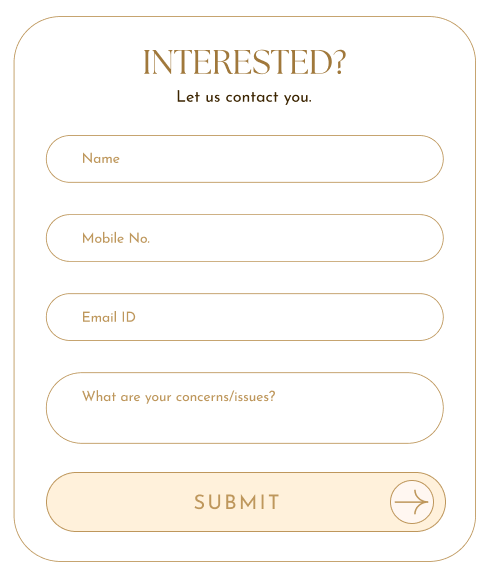 INTERESTED?
Let us contact you.
Name
Mobile No.
Email ID
What are your concerns/issues?
SUBMIT